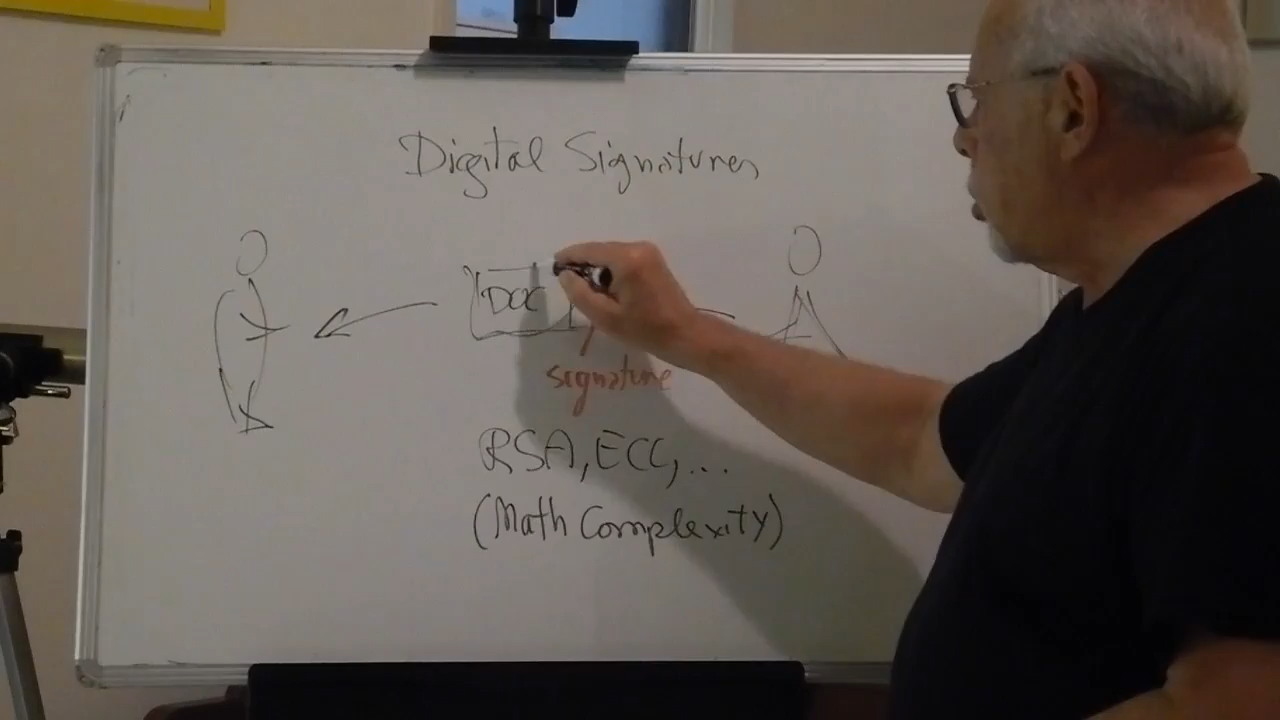 Digital Signatures
DOC
signature
RSA, ECC, ...
(Math Complexity)